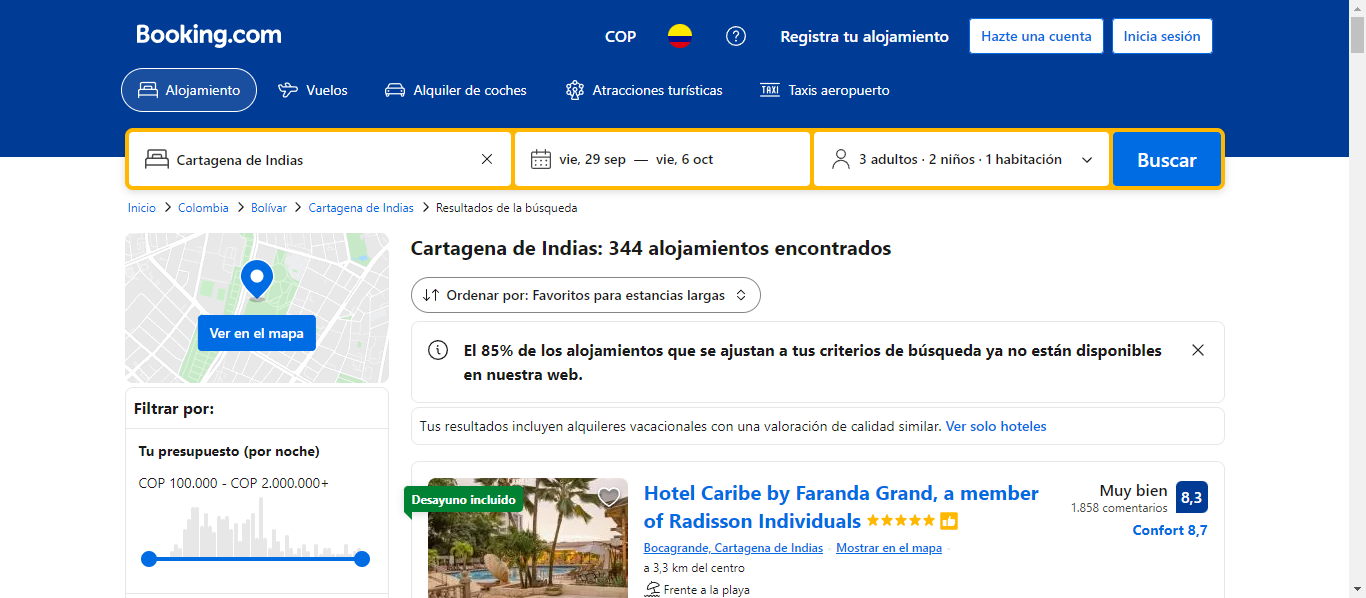 Booking.com
COP
Registra tu alojamiento
Hazte una cuenta
Inicia sesión
Alojamiento
Vuelos
Alquiler de coches
Atracciones turísticas
TAXI Taxis aeropuerto
Cartagena de Indias
vie, 29 sep — vie, 6 oct
3 adultos · 2 niños · 1 habitación
Buscar
Inicio > Colombia > Bolívar > Cartagena de Indias > Resultados de la búsqueda
Ver en el mapa
Filtrar por:
Tu presupuesto (por noche)
COP 100.000 - COP 2.000.000+
Cartagena de Indias: 344 alojamientos encontrados
Ordenar por: Favoritos para estancias largas
El 85% de los alojamientos que se ajustan a tus criterios de búsqueda ya no están disponibles
en nuestra web.
Tus resultados incluyen alquileres vacacionales con una valoración de calidad similar. Ver solo hoteles
Desayuno incluido
Hotel Caribe by Faranda Grand, a member
of Radisson Individuals
Bocagrande, Cartagena de Indias · Mostrar en el mapa ·
a 3,3 km del centro
Frente a la playa
Muy bien
1.858 comentarios
8,3
Confort 8,7